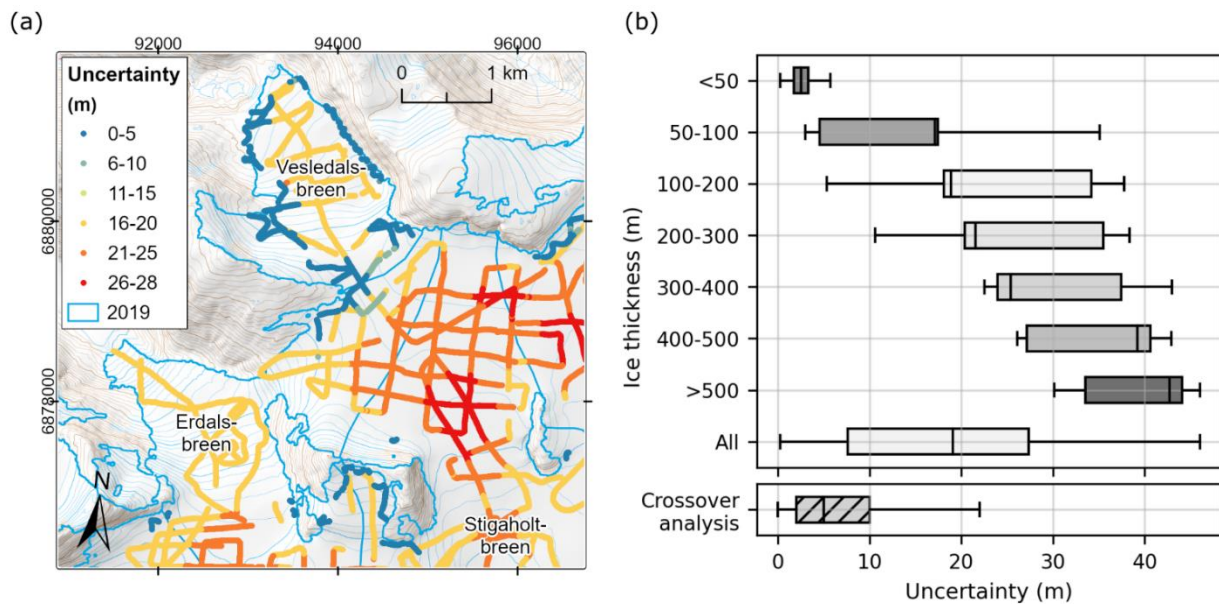 (a)
92000
94000
96000
Uncertainty
(m)
0-5
6-10
11-15
16-20
21-25
26-28
2019
0
1 km
Vesledals-
breen
6880000
6878000
Erdals-
breen
N
Stigaholt-
breen
(b)
Ice thickness (m)
<50
50-100
100-200
200-300
300-400
400-500
>500
All
Crossover
analysis
0
10
20
30
40
Uncertainty (m)